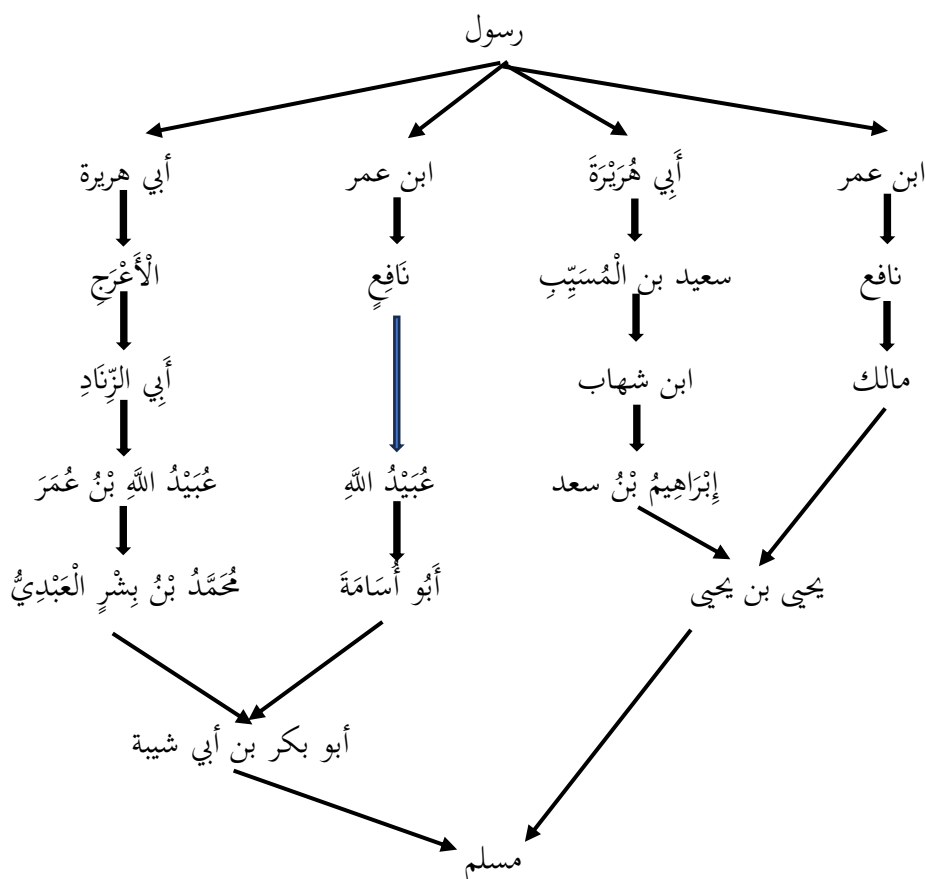 رسول
ابن عمر
أَبِي هُرَيْرَةَ
ابن عمر
أبي هريرة
نافع
سعيد بن الْمُسَيِّبِ
نَافِعٍ
الْأَعْرَجِ
مالك
ابن شهاب
أَبِي الزِّنَادِ
إِبْرَاهِيمُ بْنُ سعد
عُبَيْدُ اللَّهِ
عُبَيْدُ اللَّهِ بْنُ عُمَرَ
يحيى بن يحيى
أَبُو أُسَامَةَ
مُحَمَّدُ بْنُ بِشْرٍ الْعَبْدِيُّ
أبو بكر بن أبي شيبة
مسلم